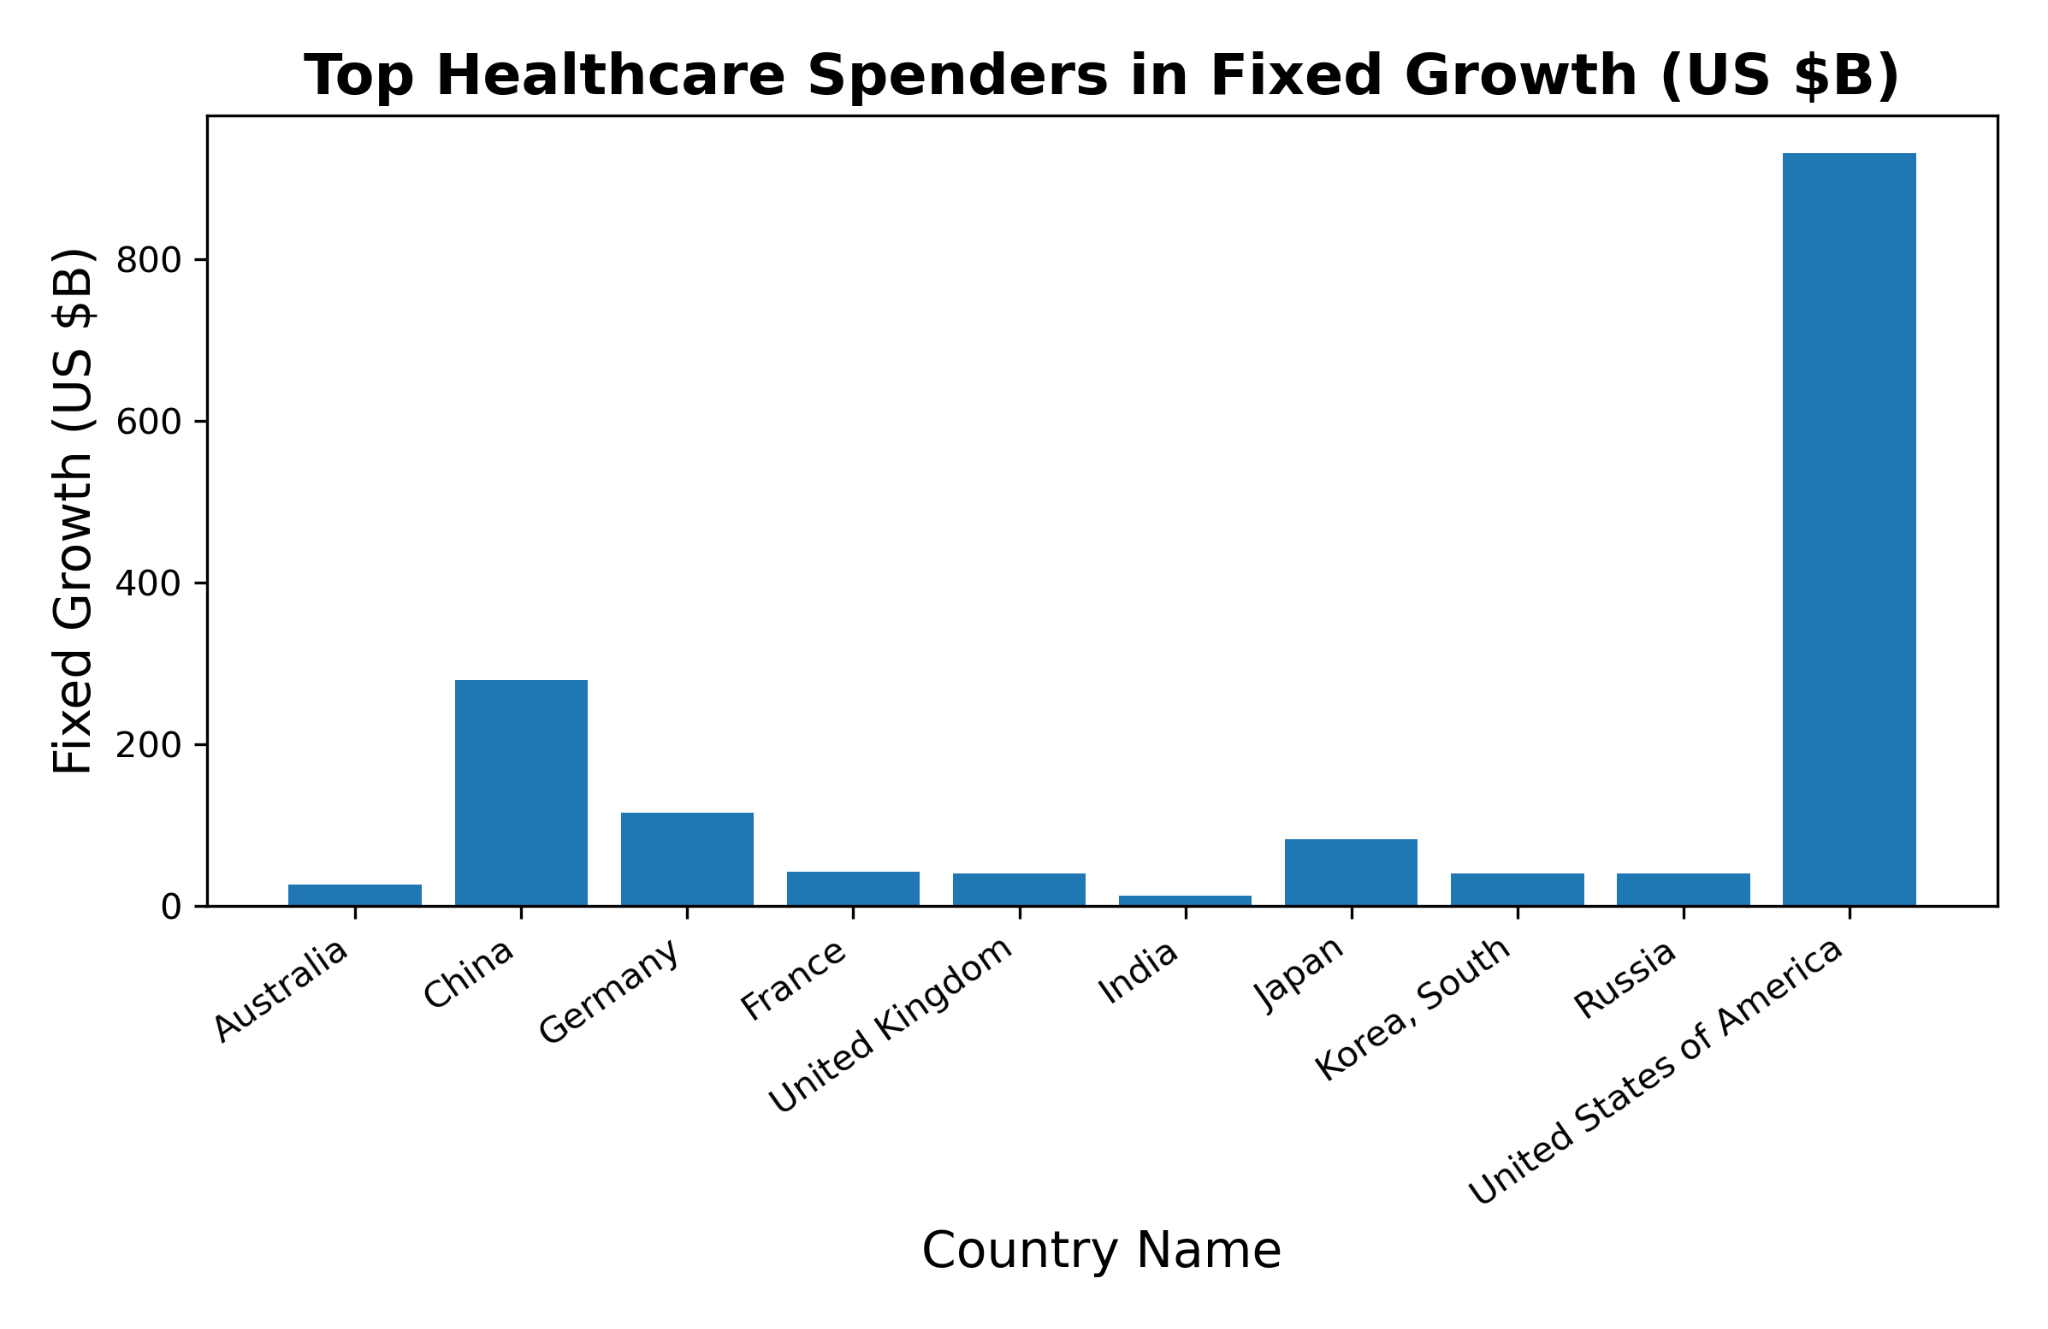 Top Healthcare Spenders in Fixed Growth (US $B)
Fixed Growth (US $B)
800
600
400
200
0
Australia
China
Germany
France
United Kingdom
India
Japan
Korea, South
Russia
United States of America
Country Name